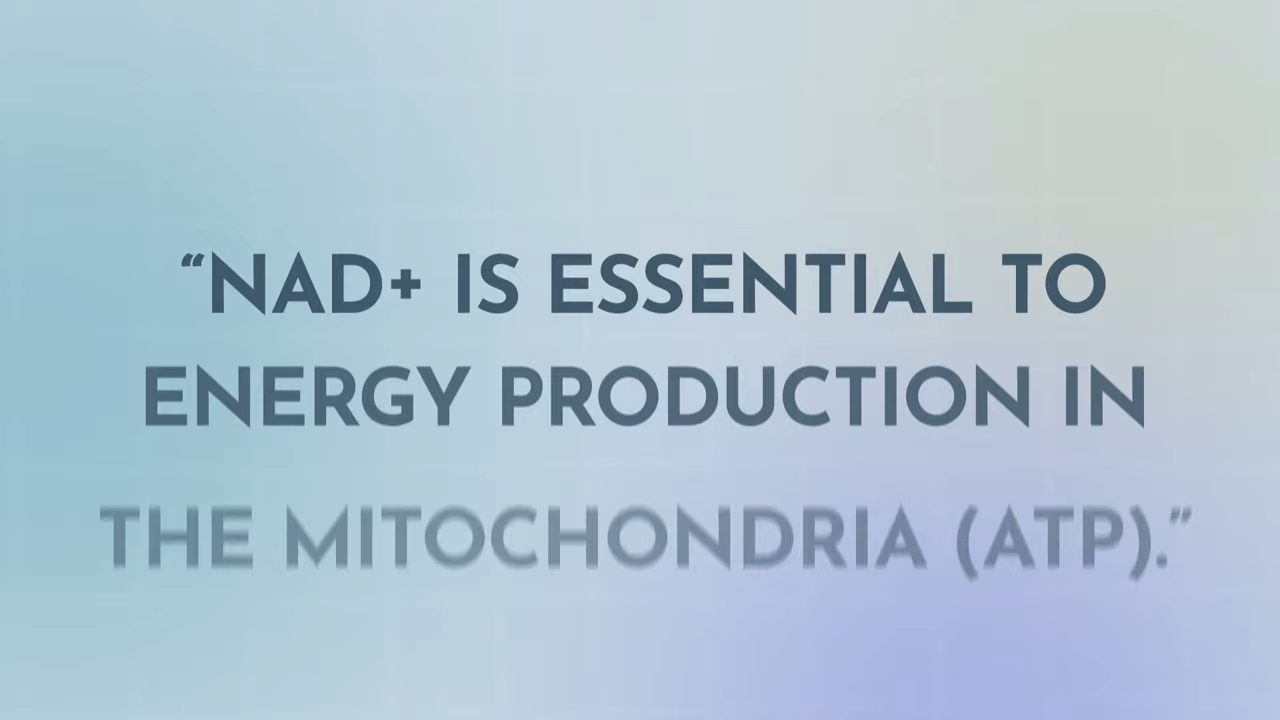 “NAD+ IS ESSENTIAL TO
ENERGY PRODUCTION IN
THE MITOCHONDRIA (ATP).”